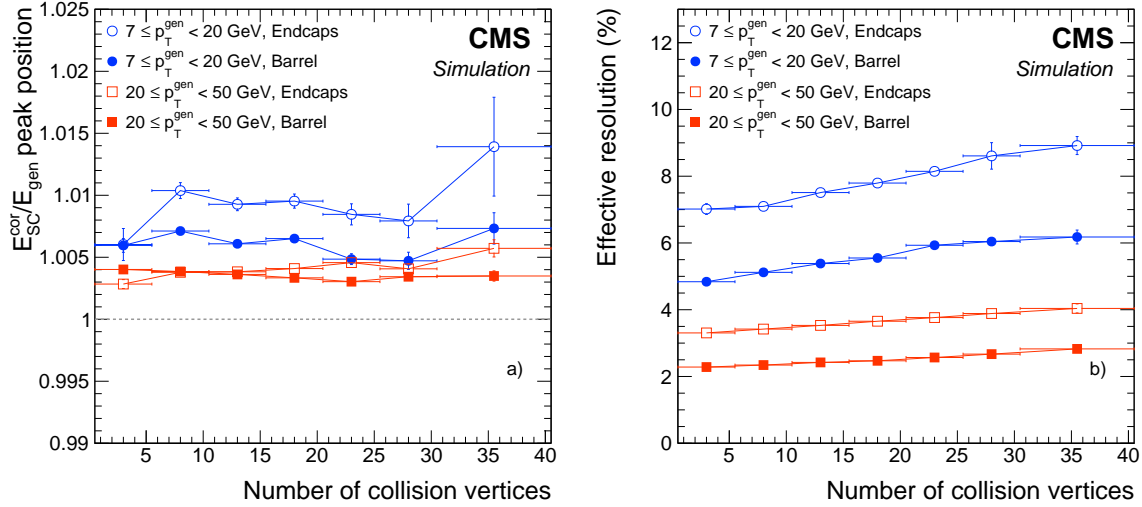 E_SC^cor/E_gen peak position
1.025
1.02
1.015
1.01
1.005
1
0.995
0.99
7 ≤ p_T^gen < 20 GeV, Endcaps
7 ≤ p_T^gen < 20 GeV, Barrel
20 ≤ p_T^gen < 50 GeV, Endcaps
20 ≤ p_T^gen < 50 GeV, Barrel
CMS
Simulation
a)
5 10 15 20 25 30 35 40
Number of collision vertices
Effective resolution (%)
12
10
8
6
4
2
0
7 ≤ p_T^gen < 20 GeV, Endcaps
7 ≤ p_T^gen < 20 GeV, Barrel
20 ≤ p_T^gen < 50 GeV, Endcaps
20 ≤ p_T^gen < 50 GeV, Barrel
CMS
Simulation
b)
5 10 15 20 25 30 35 40
Number of collision vertices